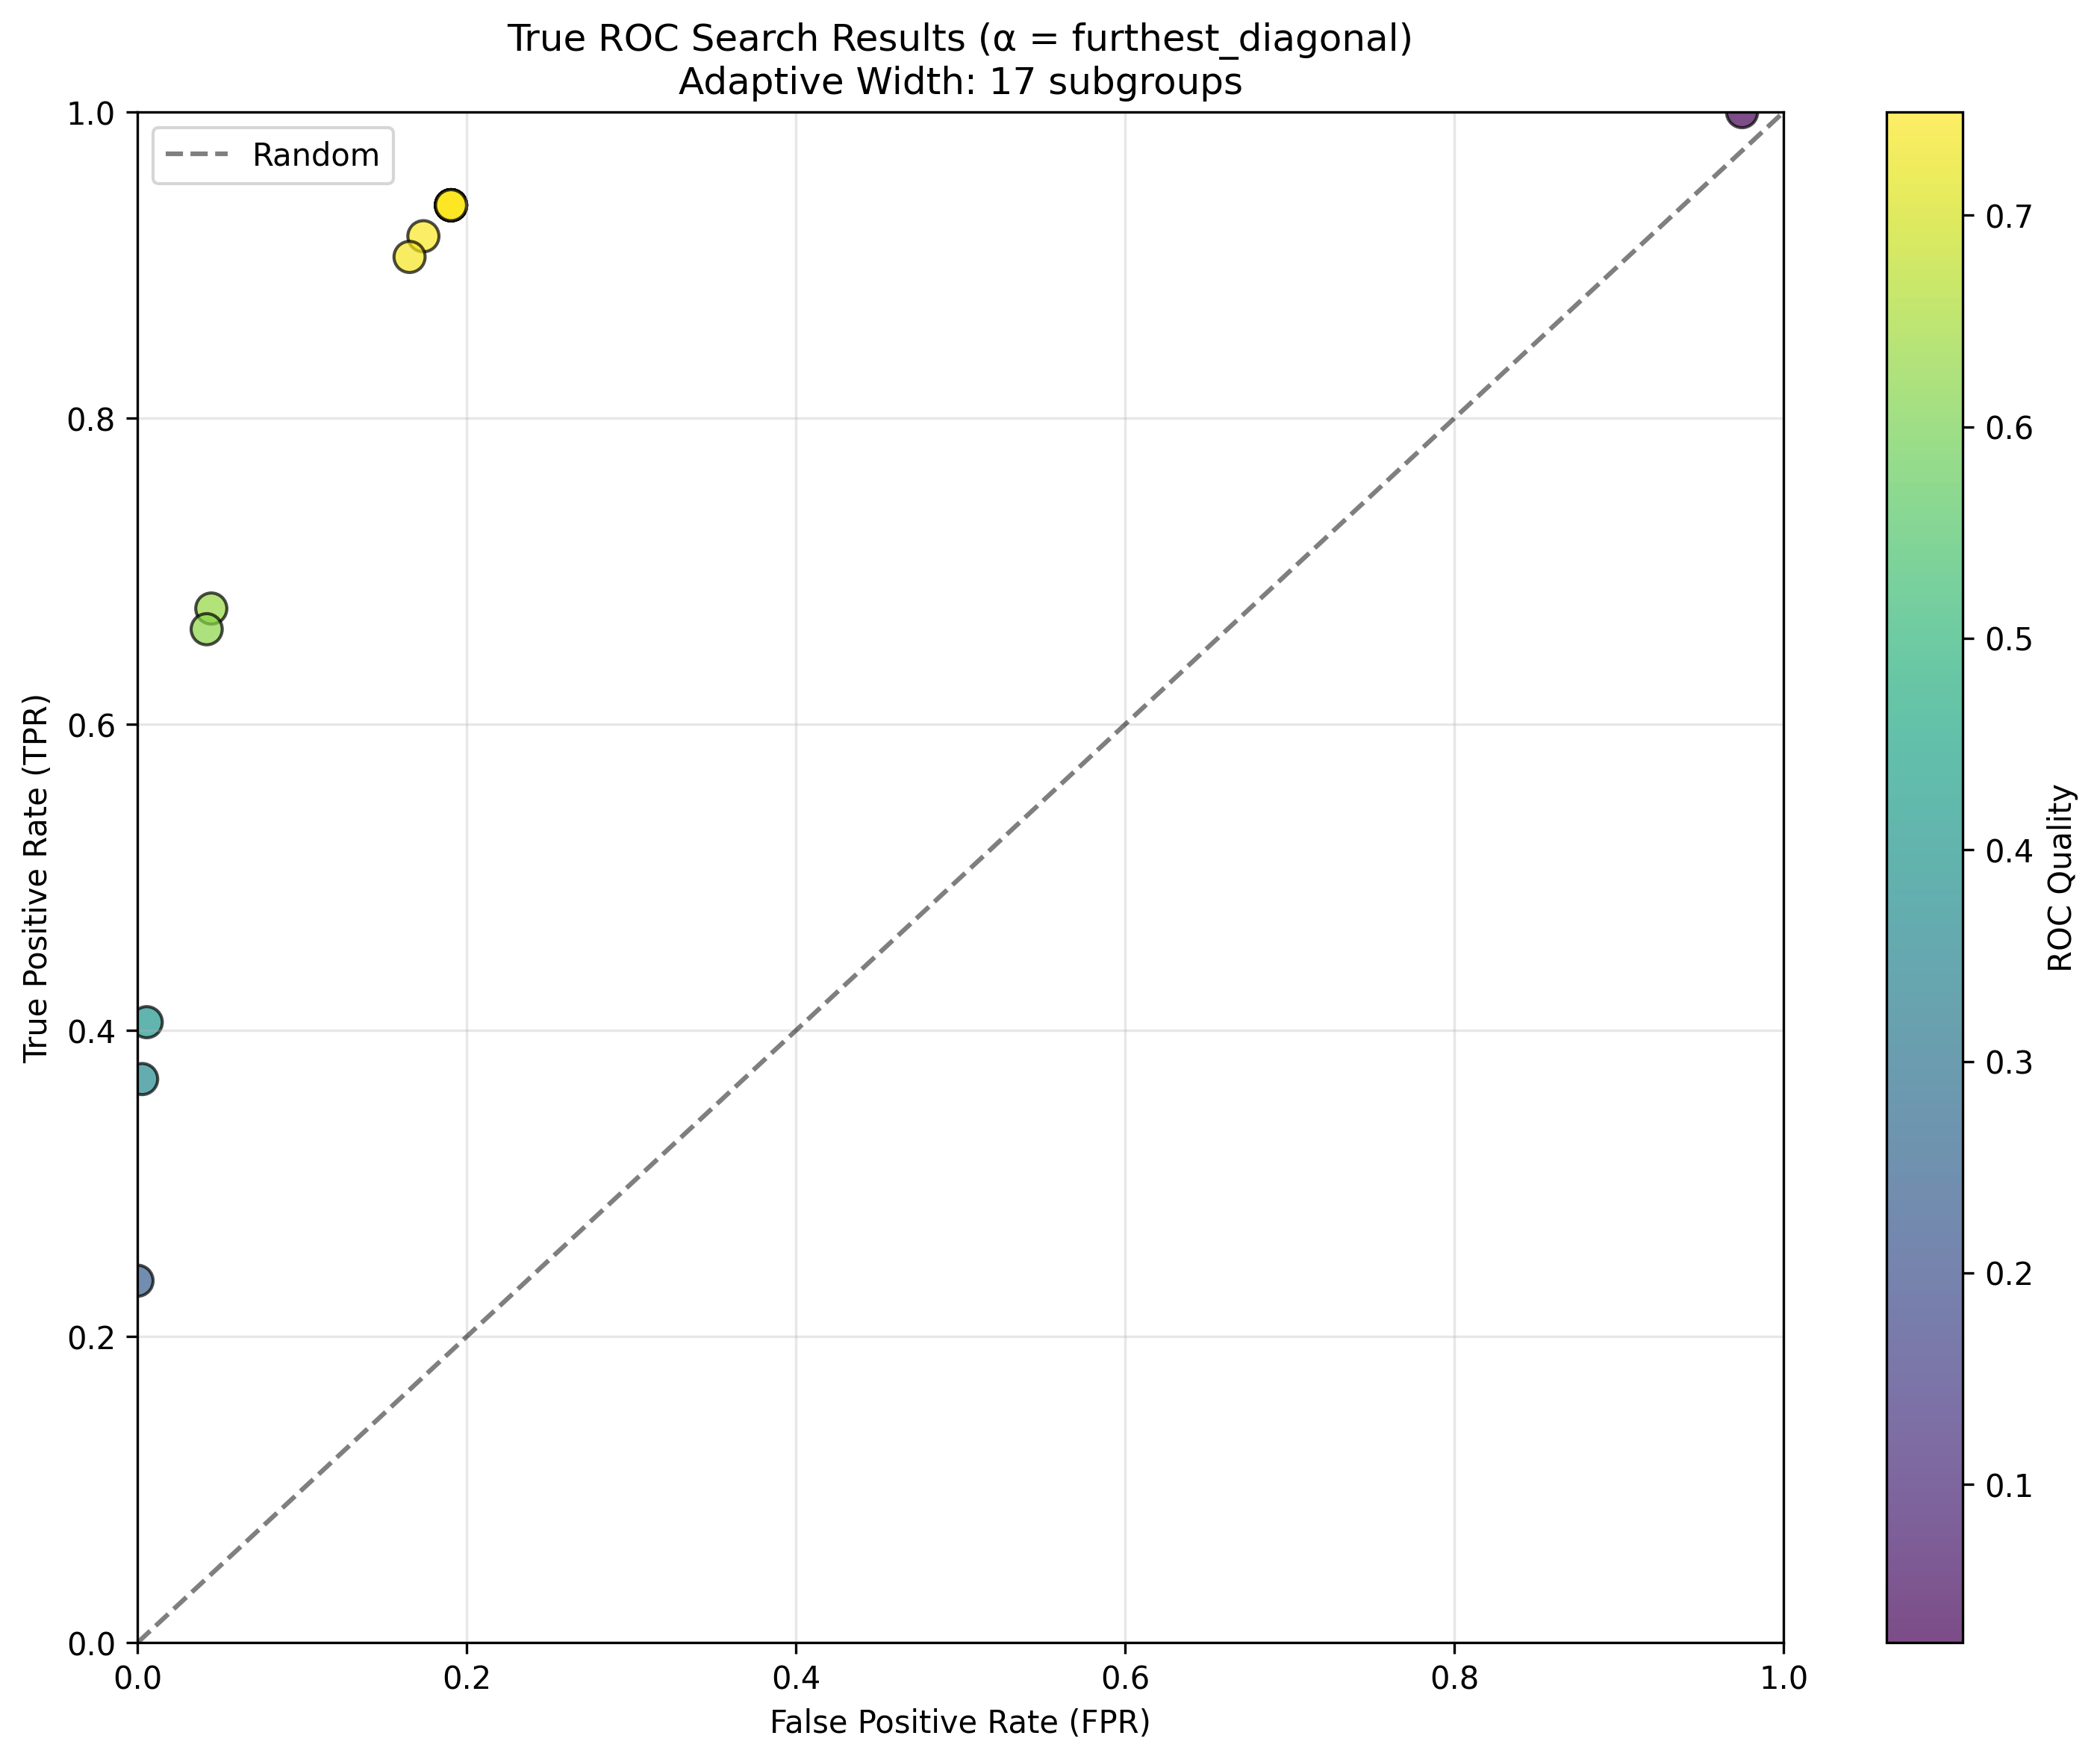 True ROC Search Results (α = furthest_diagonal)
Adaptive Width: 17 subgroups
Random
True Positive Rate (TPR)
1.0
0.8
0.6
0.4
0.2
0.0
0.0 0.2 0.4 0.6 0.8 1.0
False Positive Rate (FPR)
0.7
0.6
0.5
0.4
0.3
0.2
0.1
ROC Quality